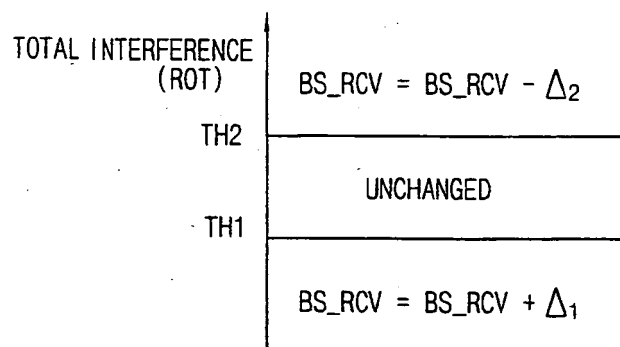 TOTAL INTERFERENCE
(ROT)
BS_RCV = BS_RCV - Δ2
TH2
UNCHANGED
TH1
BS_RCV = BS_RCV + Δ1